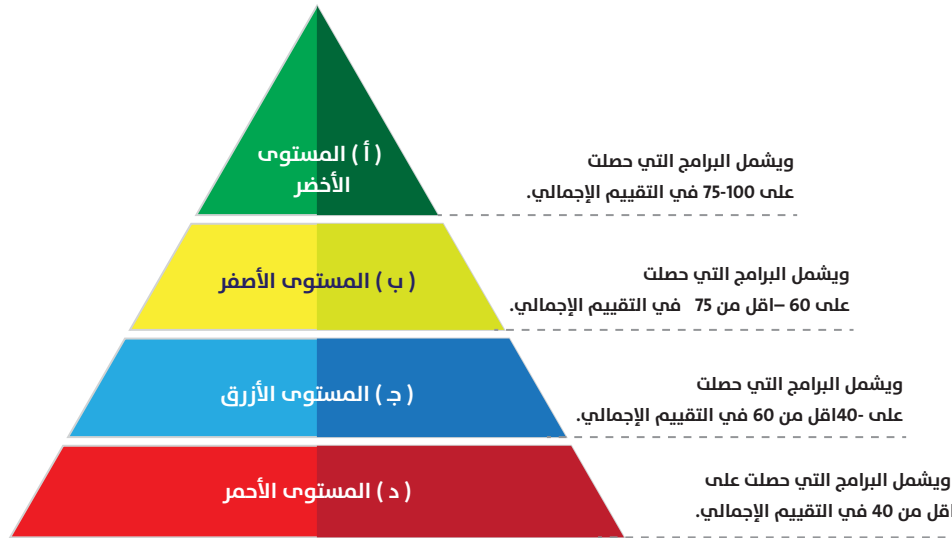 ( أ ) المستوى
الأخضر
ويشمل البرامج التي حصلت
على 100-75 في التقييم الإجمالي.
( ب ) المستوى الأصفر
ويشمل البرامج التي حصلت
على 60 –اقل من 75 في التقييم الإجمالي.
( جـ ) المستوى الأزرق
ويشمل البرامج التي حصلت
على -40اقل من 60 في التقييم الإجمالي.
( د ) المستوى الأحمر
ويشمل البرامج التي حصلت على
اقل من 40 في التقييم الإجمالي.